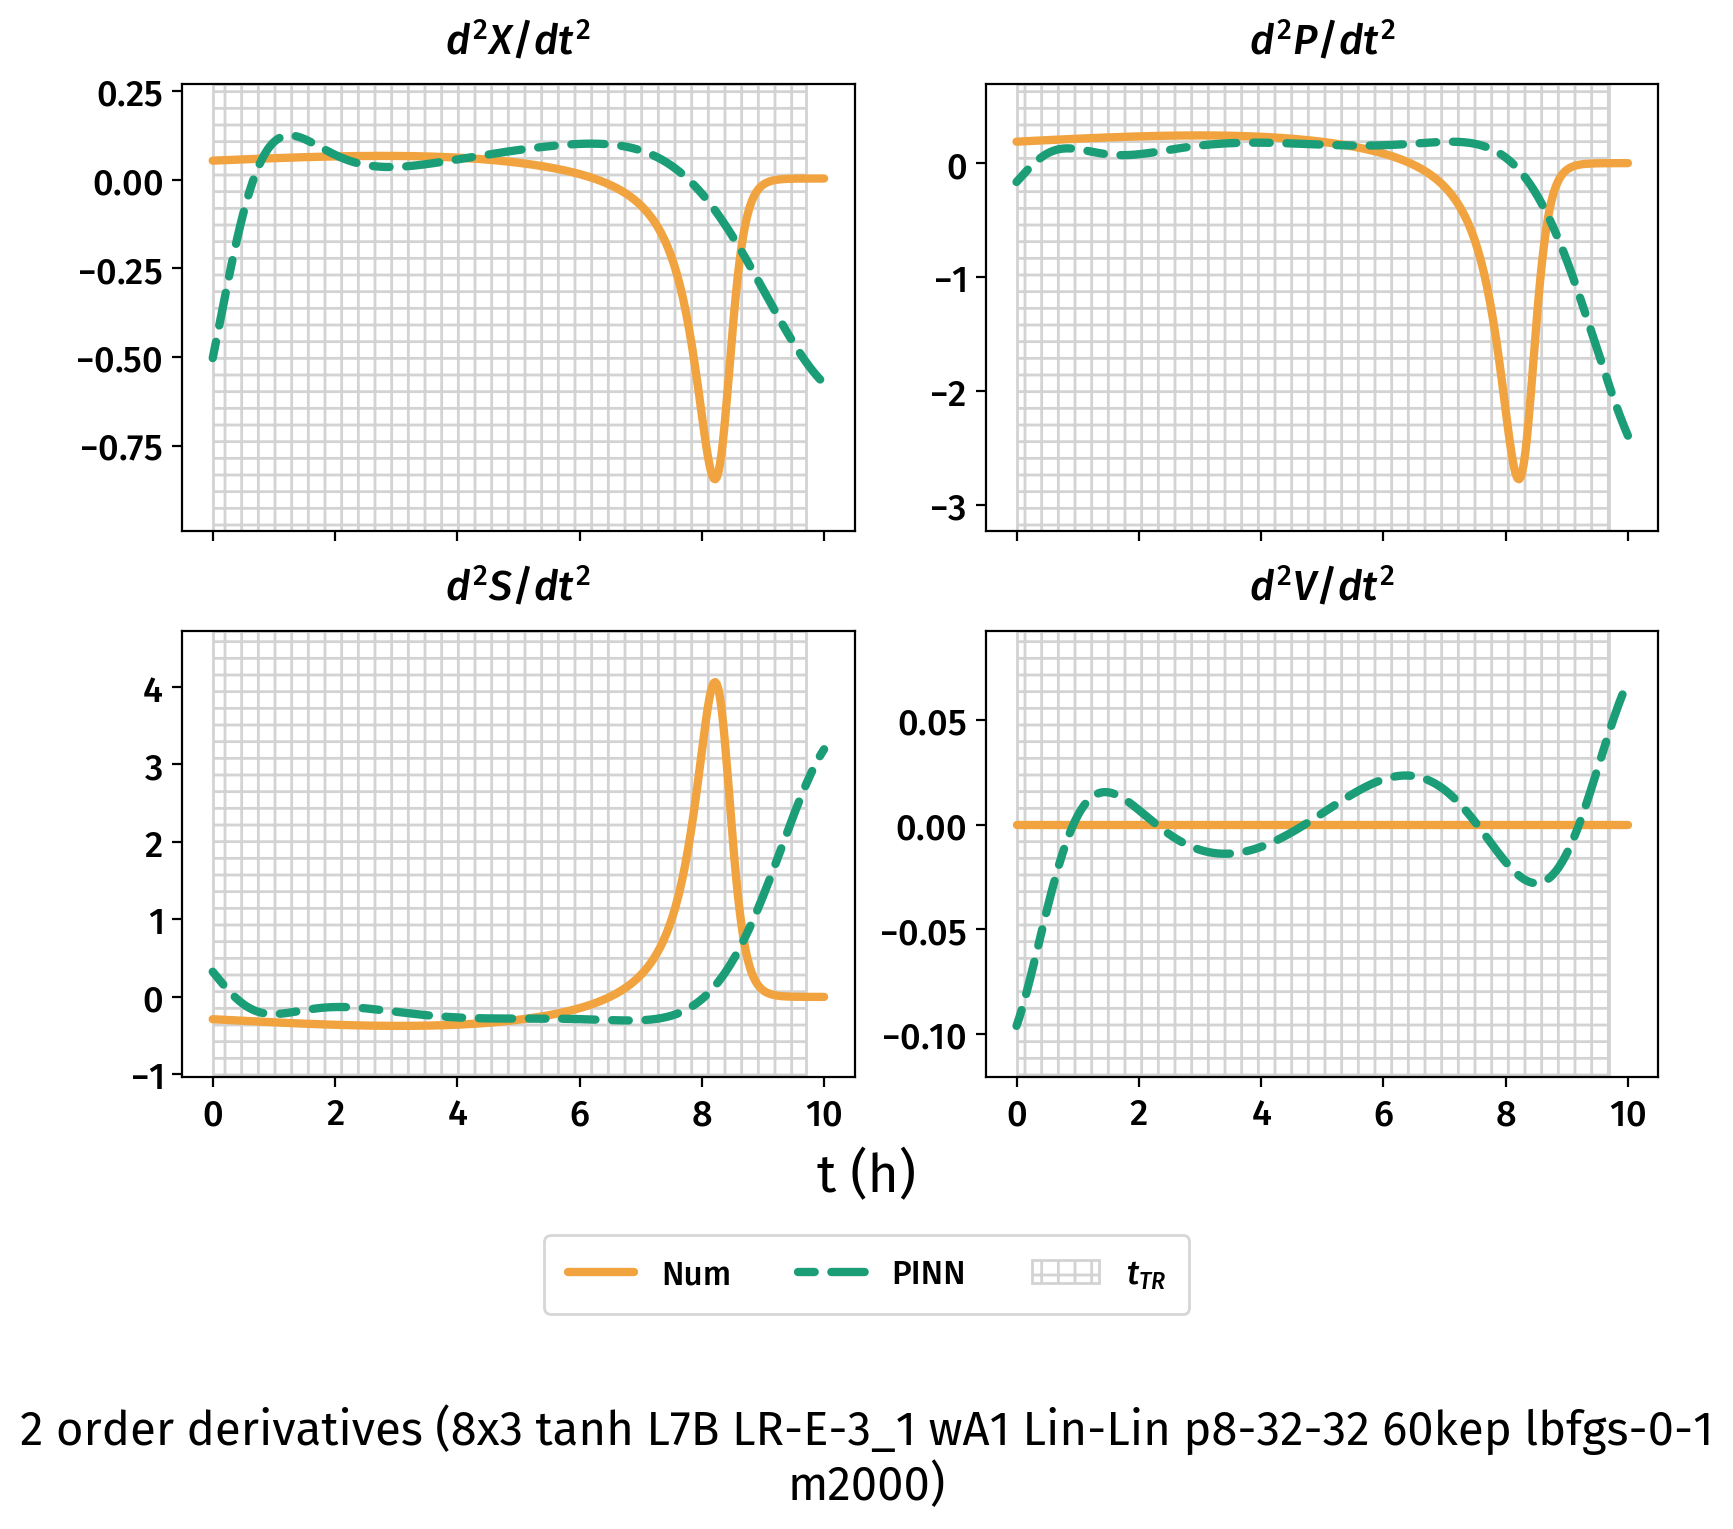 d²X/dt²
d²P/dt²
0.25
0.00
−0.25
−0.50
−0.75
0
−1
−2
−3
d²S/dt²
d²V/dt²
4
3
2
1
0
−1
0.05
0.00
−0.05
−0.10
0 2 4 6 8 10
0 2 4 6 8 10
t (h)
Num PINN t_TR
2 order derivatives (8x3 tanh L7B LR-E-3_1 wA1 Lin-Lin p8-32-32 60kep lbfgs-0-1
m2000)